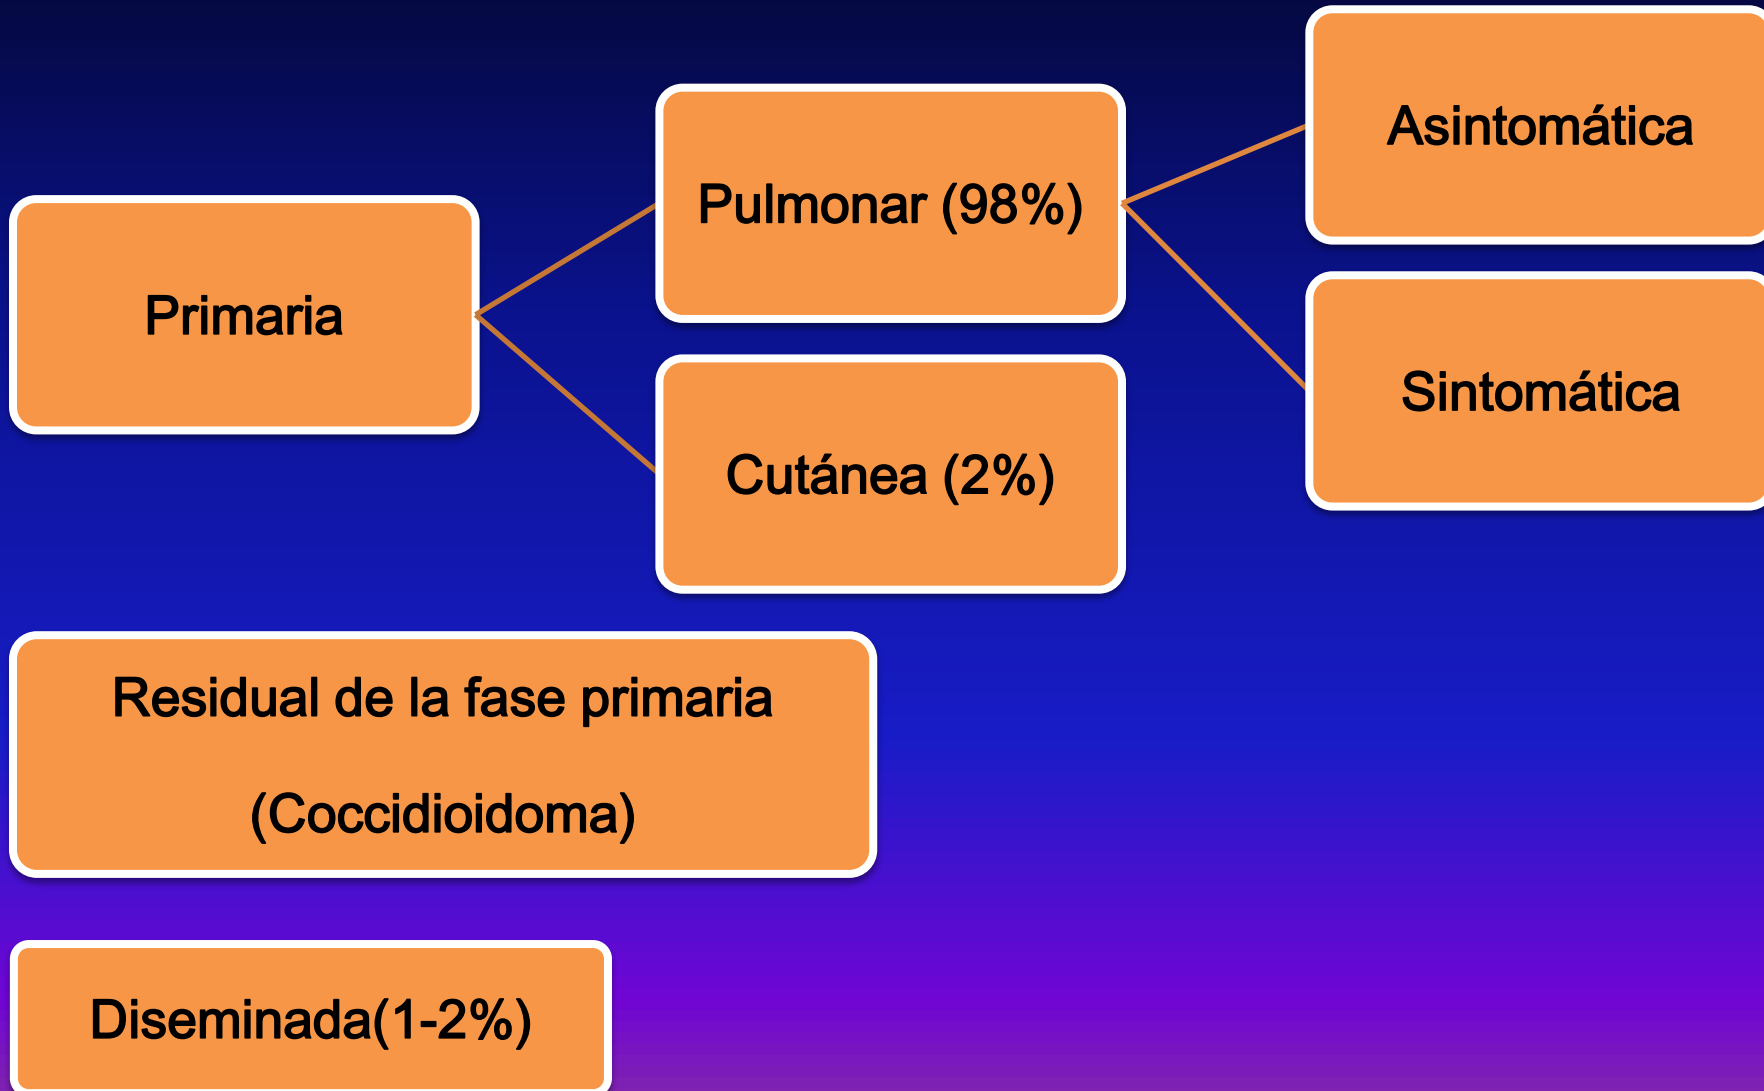 Primaria
Pulmonar (98%)
Cutánea (2%)
Asintomática
Sintomática
Residual de la fase primaria
(Coccidioidoma)
Diseminada(1-2%)